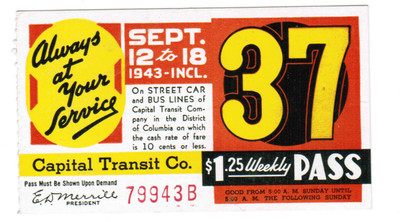 Always
at
Your
Service
SEPT.
12 to 18
1943-INCL.
On STREET CAR
and BUS LINES of
Capital Transit Company
in the District
of Columbia on which
the cash rate of fare
is 10 cents or less.
37
Capital Transit Co.
$1.25 Weekly PASS
Pass Must Be Shown Upon Demand
E.D. Merrill
PRESIDENT
79943B
GOOD FROM 5:00 A. M. SUNDAY UNTIL
5:00 A. M. THE FOLLOWING SUNDAY